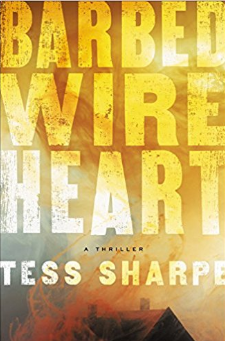 BARBED
WIRE
HEART
A THRILLER
TESS SHARPE